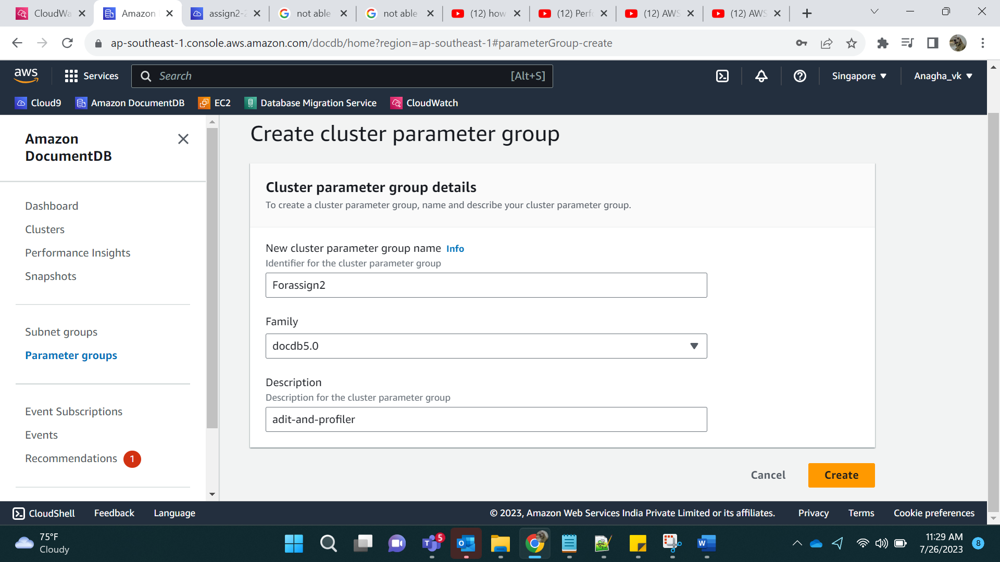 CloudWa
Amazon
assign2-2
not able
not able
(12) how
(12) Perfo
(12) AWS
(12) AWS
ap-southeast-1.console.aws.amazon.com/docdb/home?region=ap-southeast-1#parameterGroup-create
aws
Services
Search
[Alt+S]
Singapore
Anagha_vk
Cloud9
Amazon DocumentDB
EC2
Database Migration Service
CloudWatch
Amazon
DocumentDB
Dashboard
Clusters
Performance Insights
Snapshots
Subnet groups
Parameter groups
Event Subscriptions
Events
Recommendations 1
Create cluster parameter group
Cluster parameter group details
To create a cluster parameter group, name and describe your cluster parameter group.
New cluster parameter group name Info
Identifier for the cluster parameter group
Forassign2
Family
docdb5.0
Description
Description for the cluster parameter group
adit-and-profiler
Cancel
Create
CloudShell
Feedback
Language
© 2023, Amazon Web Services India Private Limited or its affiliates.
Privacy
Terms
Cookie preferences
75°F
Cloudy
5
11:29 AM
7/26/2023
8